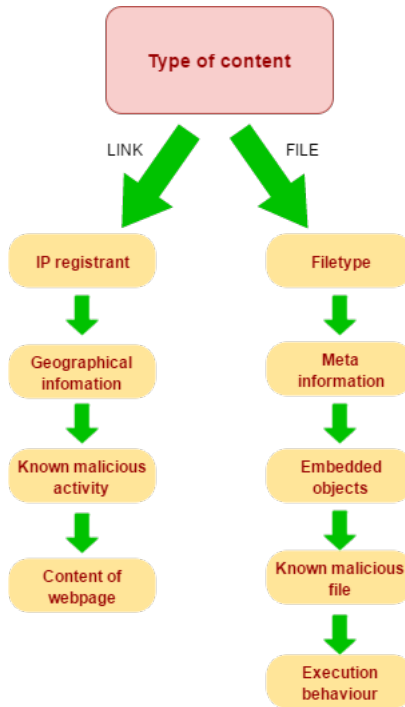 Type of content
LINK
FILE
IP registrant
Geographical
infomation
Known malicious
activity
Content of
webpage
Filetype
Meta
information
Embedded
objects
Known malicious
file
Execution
behaviour